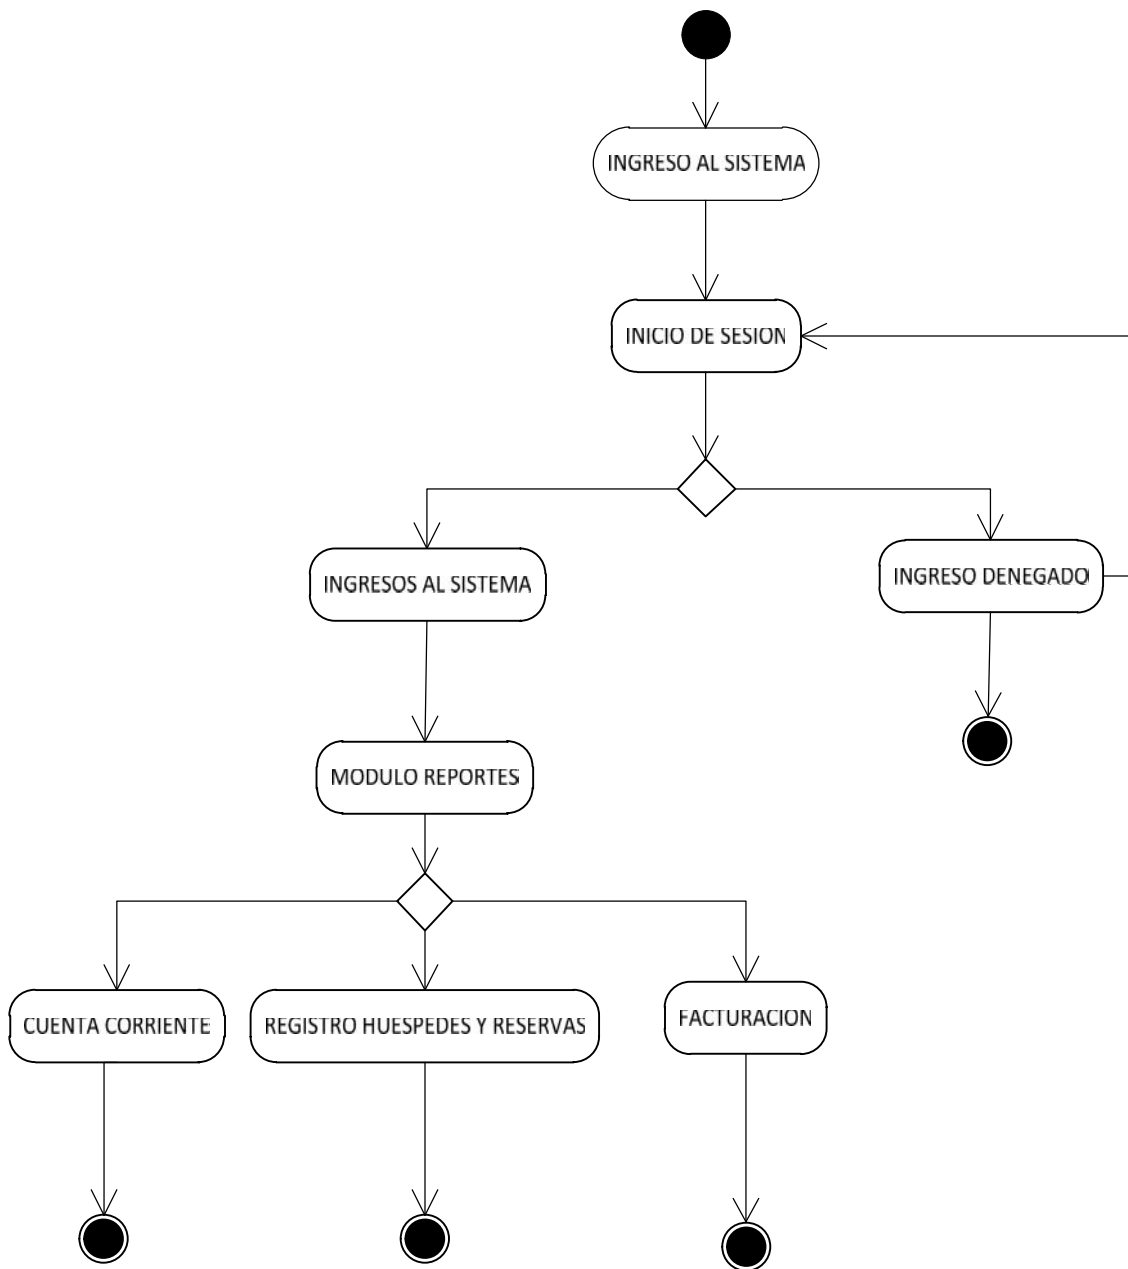 INGRESO AL SISTEMA
INICIO DE SESION
INGRESOS AL SISTEMA
INGRESO DENEGADO
MODULO REPORTES
CUENTA CORRIENTE
REGISTRO HUESPEDES Y RESERVAS
FACTURACION